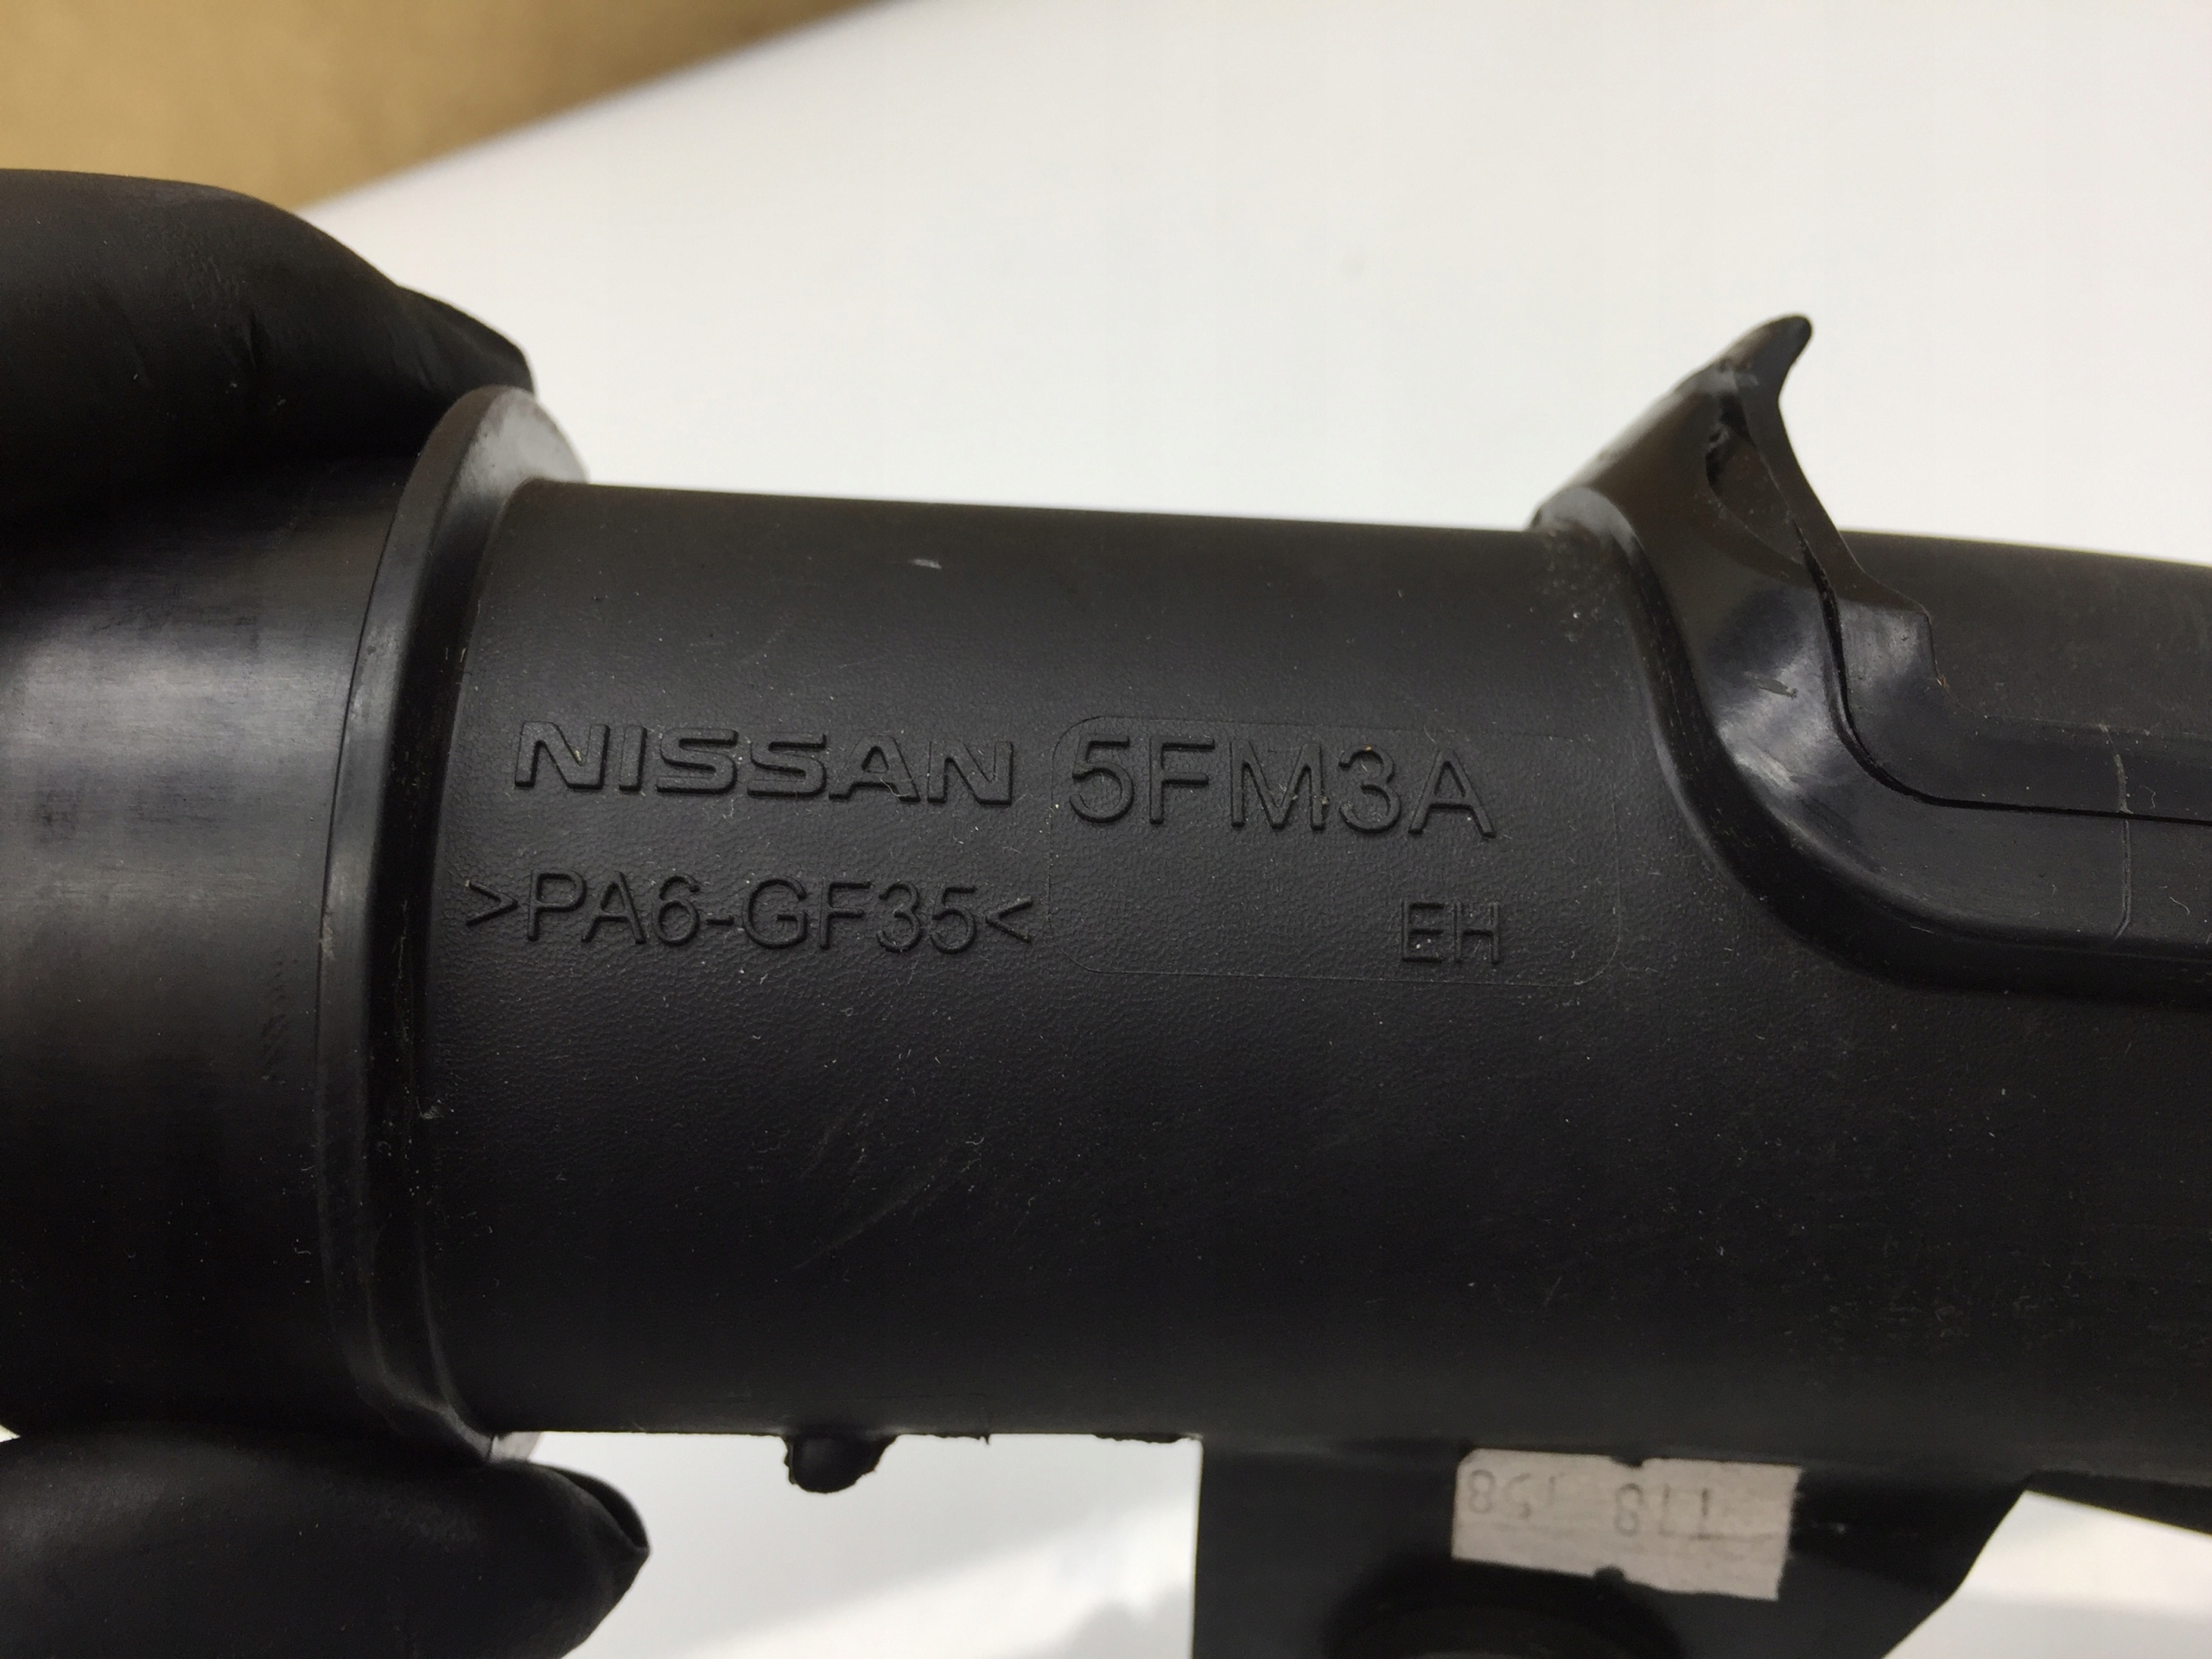 NISSAN 5FM3A
>PA6-GF35<
EH